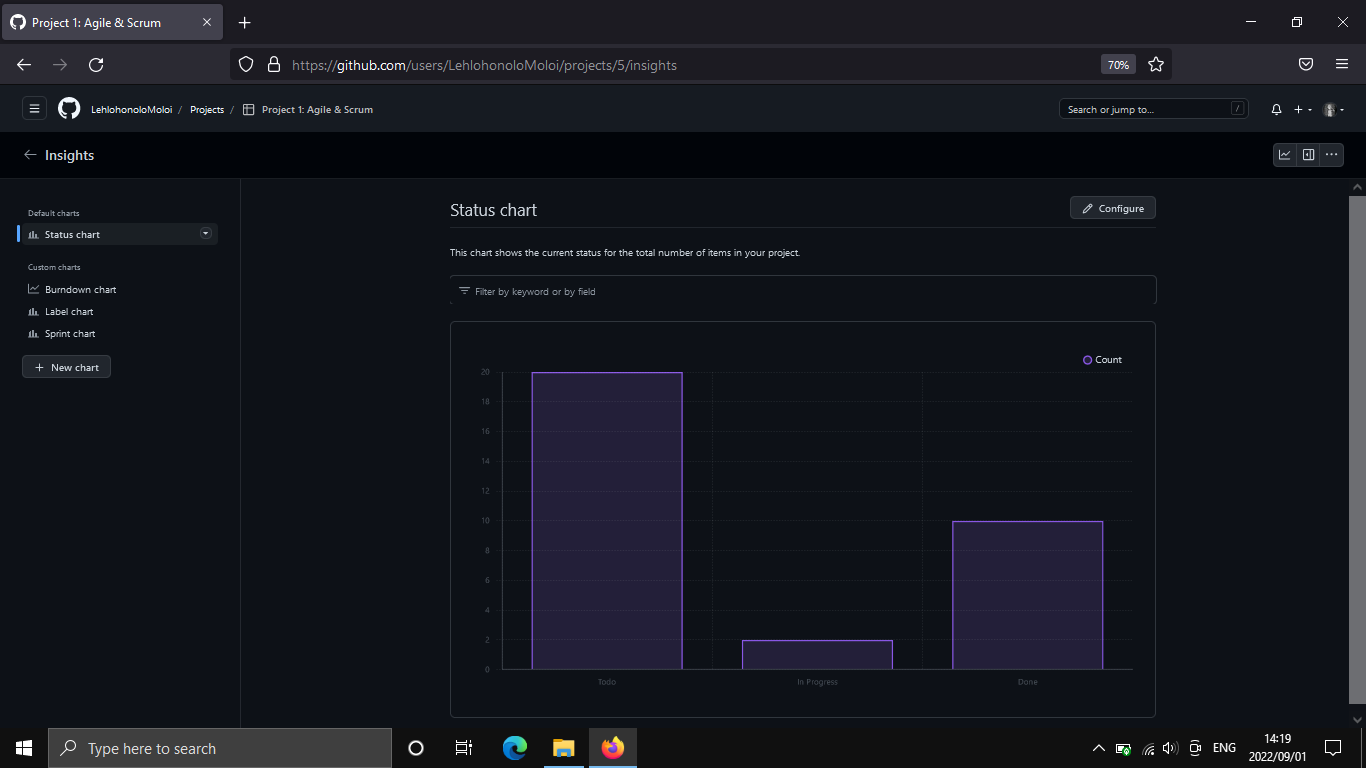 Project 1: Agile & Scrum
https://github.com/users/LehlohonoloMoloi/projects/5/insights
70%
LehlohonoloMoloi / Projects / Project 1: Agile & Scrum
Search or jump to...
/
Insights
Default charts
Status chart
Custom charts
Burndown chart
Label chart
Sprint chart
New chart
Status chart
Configure
This chart shows the current status for the total number of items in your project.
Filter by keyword or by field
Count
20
18
16
14
12
10
8
6
4
2
0
Todo
In Progress
Done
Type here to search
ENG
14:19
2022/09/01